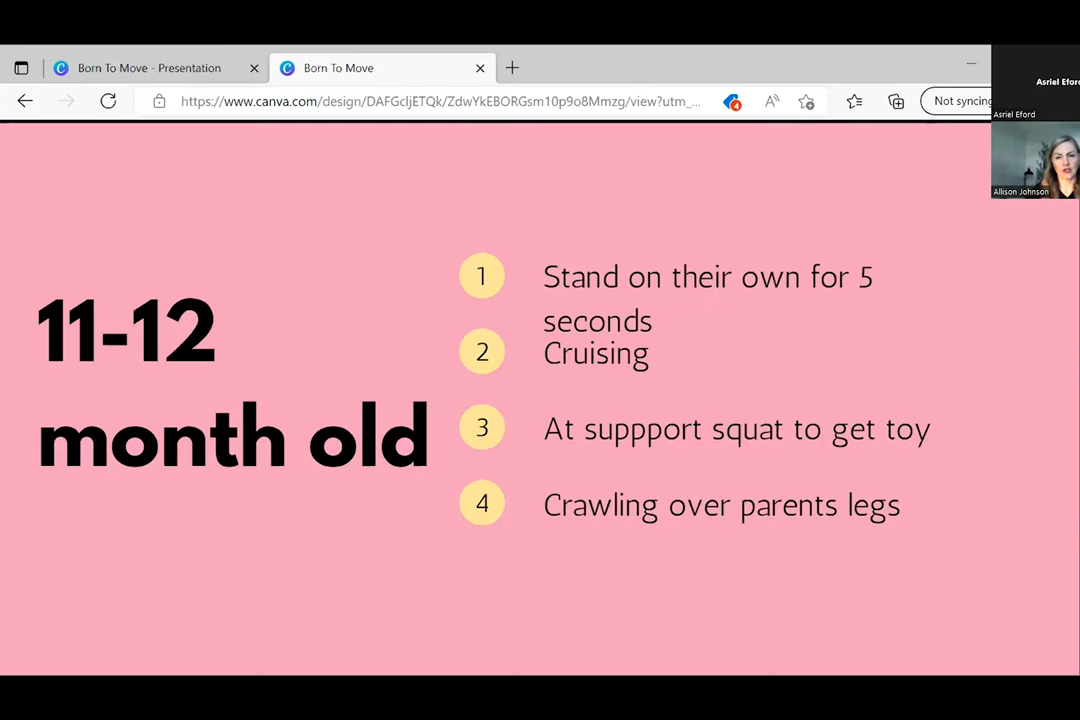 Born To Move - Presentation
Born To Move
https://www.canva.com/design/DAFGcljETQk/ZdwYkEBORGsm10p9o8Mmzg/view?utm_...
4
Not syncing
Asriel Eford
Asriel Eford
Allison Johnson
11-12
month old
1 Stand on their own for 5
seconds
2 Cruising
3 At suppport squat to get toy
4 Crawling over parents legs